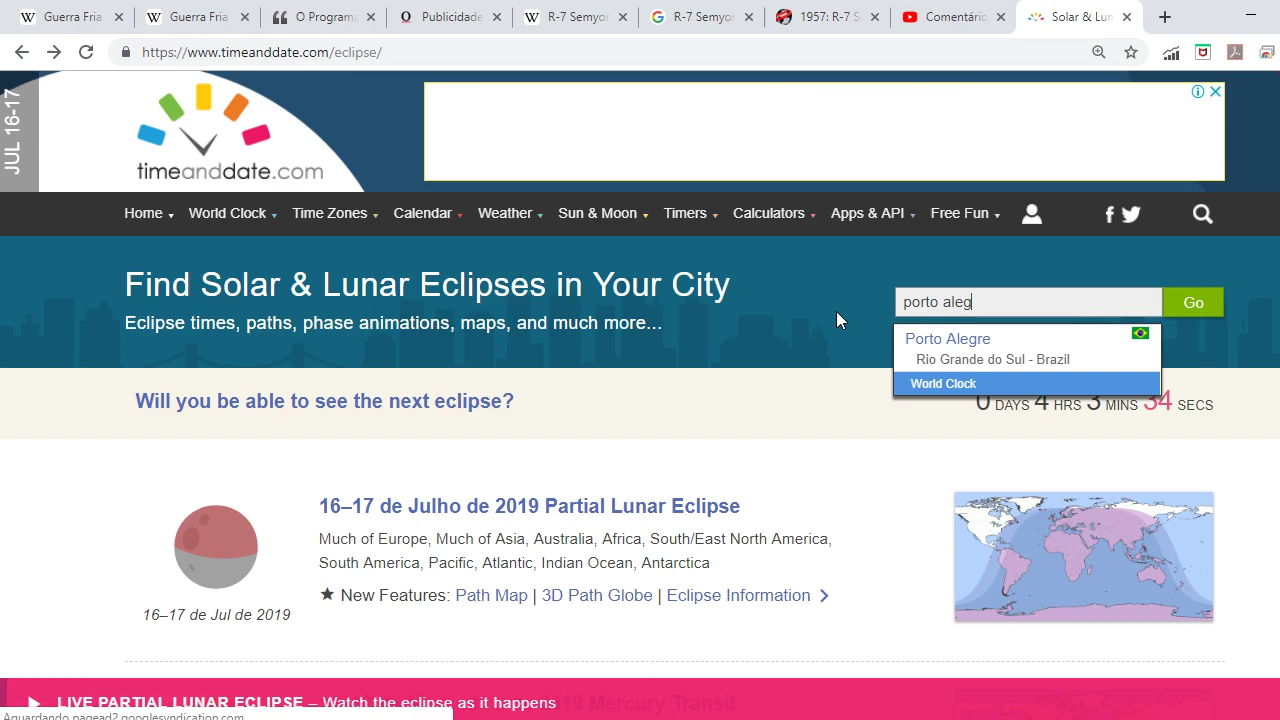 Guerra Fria
Guerra Fria
O Program
Publicidade
R-7 Semyor
R-7 Semyor
1957: R-7 S
Comentário
Solar & Lun
https://www.timeanddate.com/eclipse/
JUL 16-17
timeanddate.com
Home World Clock Time Zones Calendar Weather Sun & Moon Timers Calculators Apps & API Free Fun
Find Solar & Lunar Eclipses in Your City
Eclipse times, paths, phase animations, maps, and much more...
porto aleg
Go
Porto Alegre
Rio Grande do Sul - Brazil
World Clock
Will you be able to see the next eclipse?
0 DAYS 4 HRS 3 MINS 34 SECS
16–17 de Julho de 2019 Partial Lunar Eclipse
Much of Europe, Much of Asia, Australia, Africa, South/East North America,
South America, Pacific, Atlantic, Indian Ocean, Antarctica
★ New Features: Path Map | 3D Path Globe | Eclipse Information
16–17 de Jul de 2019
2019 Mercury Transit
LIVE PARTIAL LUNAR ECLIPSE – Watch the eclipse as it happens
Aguardando pagead2.googlesyndication.com